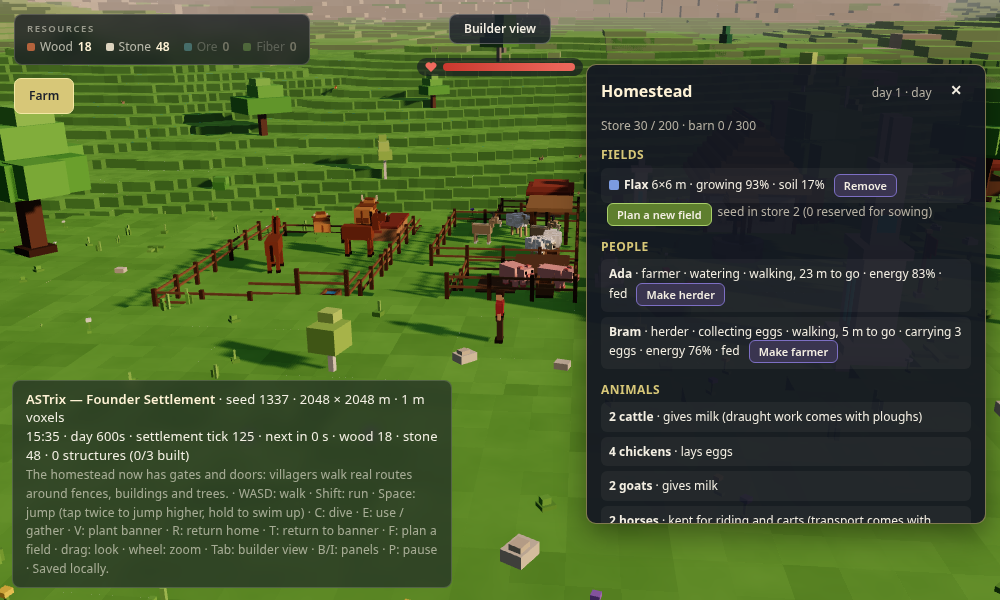 RESOURCES
Wood 18 Stone 48 Ore 0 Fiber 0
Builder view
Farm
Homestead day 1 · day ×
Store 30 / 200 · barn 0 / 300
FIELDS
Flax 6×6 m · growing 93% · soil 17% Remove
Plan a new field seed in store 2 (0 reserved for sowing)
PEOPLE
Ada · farmer · watering · walking, 23 m to go · energy 83% ·
fed Make herder
Bram · herder · collecting eggs · walking, 5 m to go · carrying 3
eggs · energy 76% · fed Make farmer
ANIMALS
2 cattle · gives milk (draught work comes with ploughs)
4 chickens · lays eggs
2 goats · gives milk
2 horses · kept for riding and carts (transport comes with
ASTrix — Founder Settlement · seed 1337 · 2048 × 2048 m · 1 m
voxels
15:35 · day 600s · settlement tick 125 · next in 0 s · wood 18 · stone
48 · 0 structures (0/3 built)
The homestead now has gates and doors: villagers walk real routes
around fences, buildings and trees. · WASD: walk · Shift: run · Space:
jump (tap twice to jump higher, hold to swim up) · C: dive · E: use /
gather · V: plant banner · R: return home · T: return to banner · F: plan a
field · drag: look · wheel: zoom · Tab: builder view · B/I: panels · P: pause
· Saved locally.